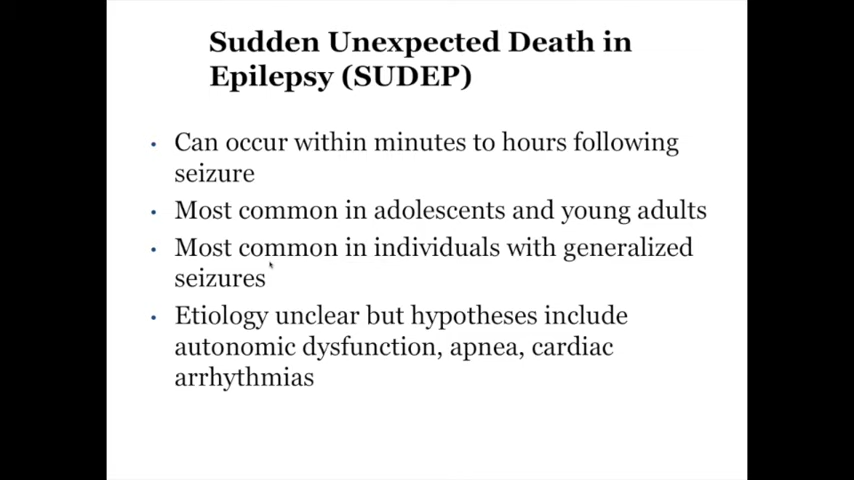 Sudden Unexpected Death in
Epilepsy (SUDEP)
• Can occur within minutes to hours following
seizure
• Most common in adolescents and young adults
• Most common in individuals with generalized
seizures
• Etiology unclear but hypotheses include
autonomic dysfunction, apnea, cardiac
arrhythmias